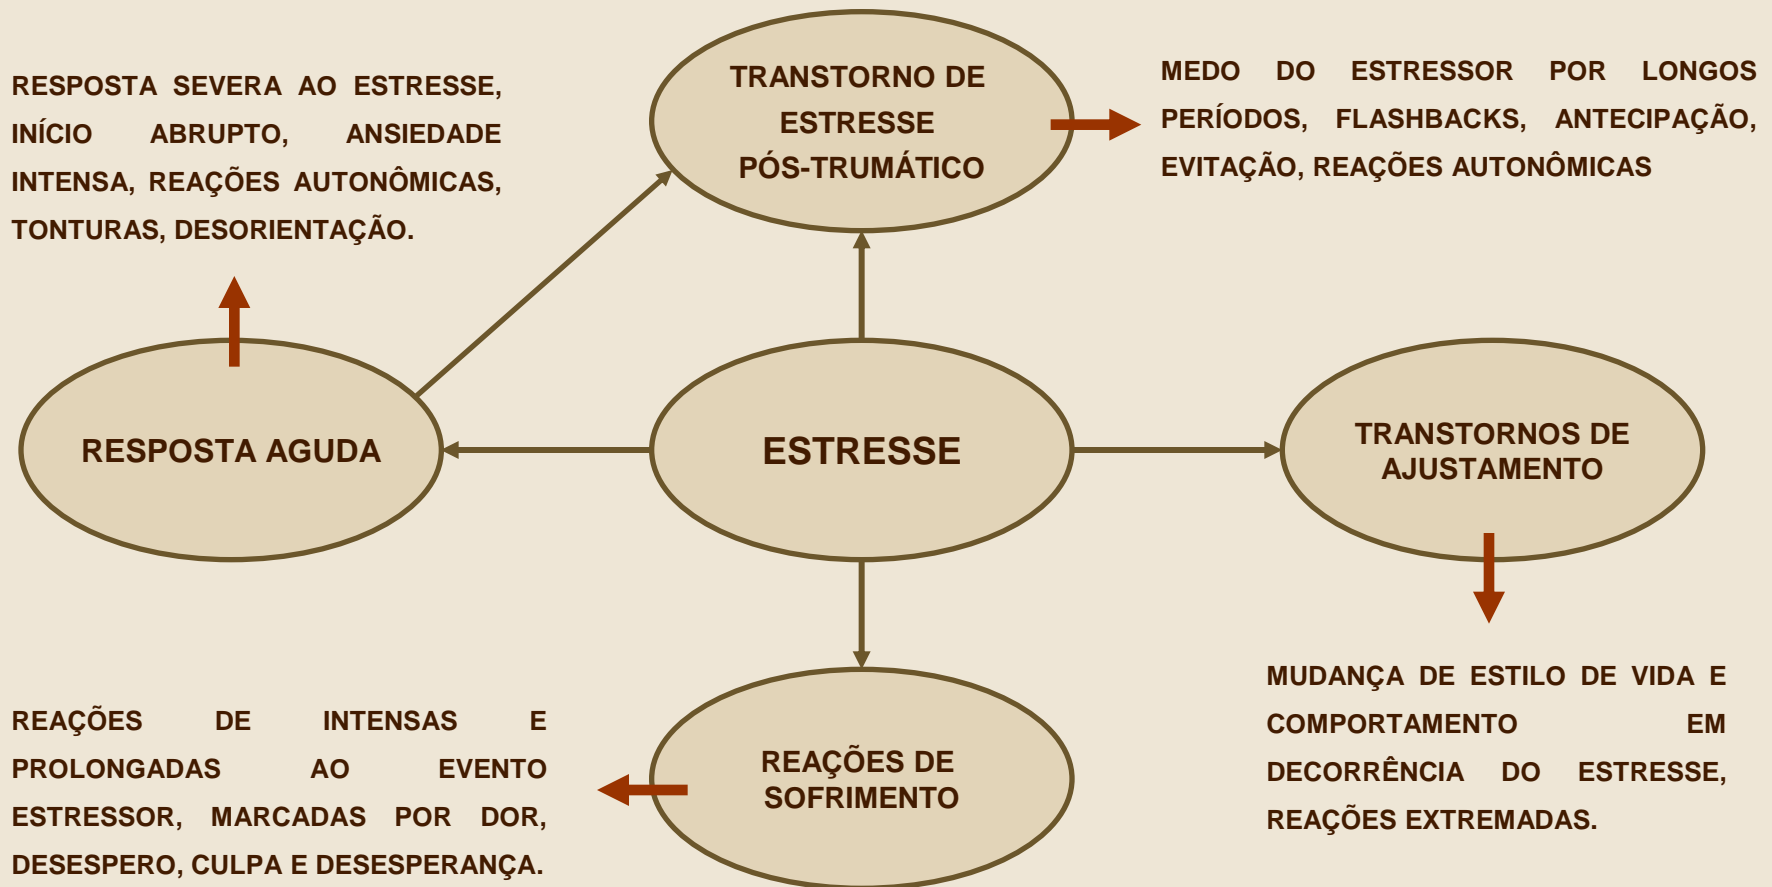 RESPOSTA SEVERA AO ESTRESSE,
INÍCIO ABRUPTO, ANSIEDADE
INTENSA, REAÇÕES AUTONÔMICAS,
TONTURAS, DESORIENTAÇÃO.
TRANSTORNO DE
ESTRESSE
PÓS-TRUMÁTICO
MEDO DO ESTRESSOR POR LONGOS
PERÍODOS, FLASHBACKS, ANTECIPAÇÃO,
EVITAÇÃO, REAÇÕES AUTONÔMICAS
RESPOSTA AGUDA
ESTRESSE
TRANSTORNOS DE
AJUSTAMENTO
REAÇÕES DE INTENSAS E
PROLONGADAS AO EVENTO
ESTRESSOR, MARCADAS POR DOR,
DESESPERO, CULPA E DESESPERANÇA.
REAÇÕES DE
SOFRIMENTO
MUDANÇA DE ESTILO DE VIDA E
COMPORTAMENTO EM
DECORRÊNCIA DO ESTRESSE,
REAÇÕES EXTREMADAS.